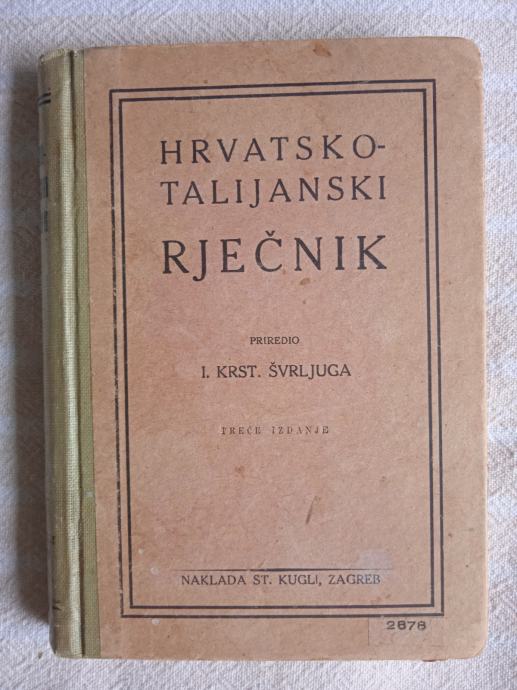 HRVATSKO-
TALIJANSKI
RJEČNIK
PRIREDIO
I. KRST. ŠVRLJUGA
TREĆE IZDANJE
NAKLADA ST. KUGLI, ZAGREB
2878